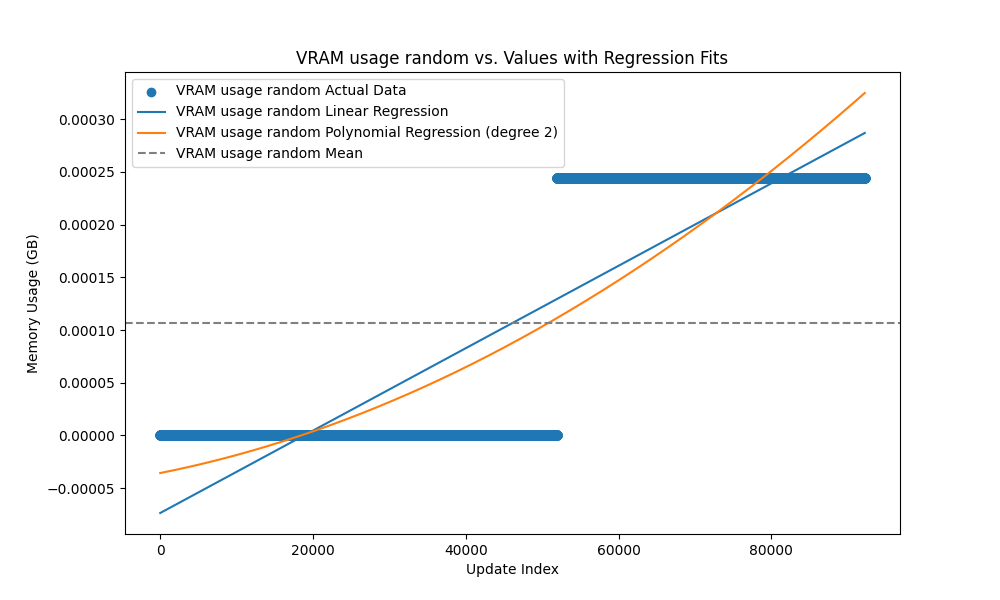 VRAM usage random vs. Values with Regression Fits
VRAM usage random Actual Data
VRAM usage random Linear Regression
VRAM usage random Polynomial Regression (degree 2)
VRAM usage random Mean
Memory Usage (GB)
0.00030
0.00025
0.00020
0.00015
0.00010
0.00005
0.00000
−0.00005
0 20000 40000 60000 80000
Update Index